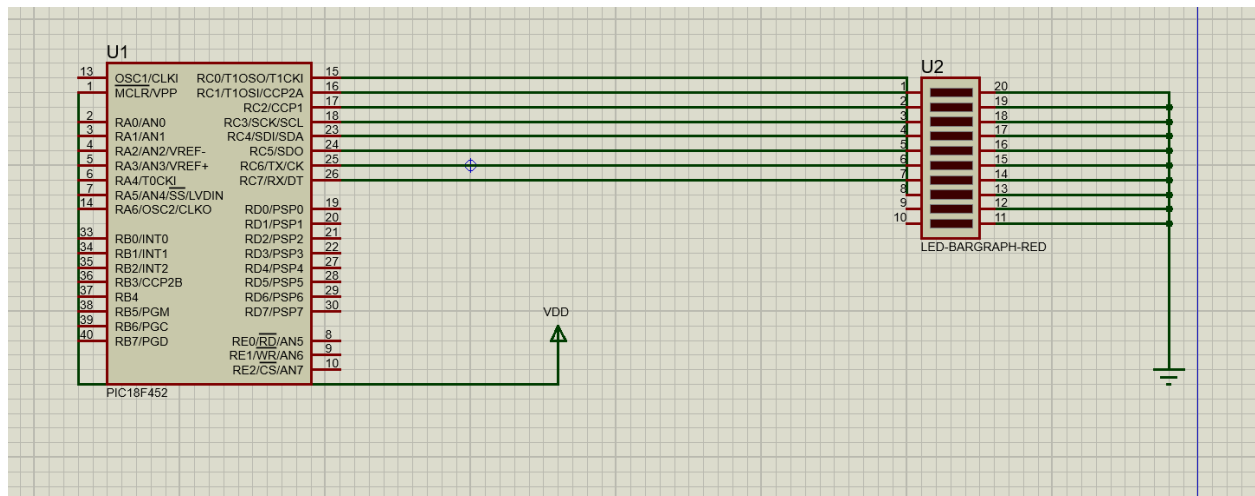 U1
13 OSC1/CLKI RC0/T1OSO/T1CKI 15
1 MCLR/VPP RC1/T1OSI/CCP2A 16
RC2/CCP1 17
2 RA0/AN0 RC3/SCK/SCL 18
3 RA1/AN1 RC4/SDI/SDA 23
4 RA2/AN2/VREF- RC5/SDO 24
5 RA3/AN3/VREF+ RC6/TX/CK 25
6 RA4/T0CKI RC7/RX/DT 26
7 RA5/AN4/SS/LVDIN
14 RA6/OSC2/CLKO RD0/PSP0 19
RD1/PSP1 20
33 RB0/INT0 RD2/PSP2 21
34 RB1/INT1 RD3/PSP3 22
35 RB2/INT2 RD4/PSP4 27
36 RB3/CCP2B RD5/PSP5 28
37 RB4 RD6/PSP6 29
38 RB5/PGM RD7/PSP7 30
39 RB6/PGC
40 RB7/PGD RE0/RD/AN5 8
RE1/WR/AN6 9
RE2/CS/AN7 10
PIC18F452
VDD
U2
1 20
2 19
3 18
4 17
5 16
6 15
7 14
8 13
9 12
10 11
LED-BARGRAPH-RED